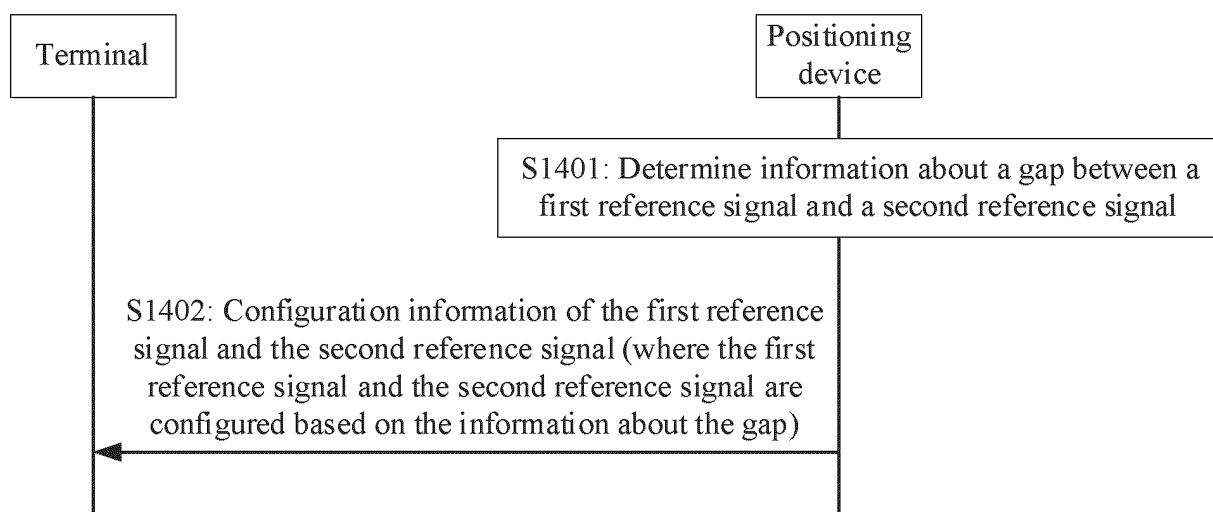 Terminal
Positioning
device
S1401: Determine information about a gap between a
first reference signal and a second reference signal
S1402: Configuration information of the first reference
signal and the second reference signal (where the first
reference signal and the second reference signal are
configured based on the information about the gap)